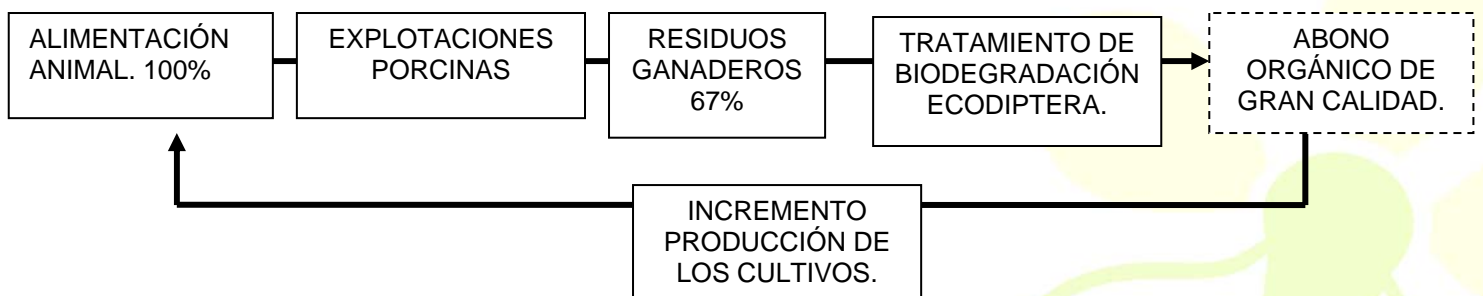 ALIMENTACIÓN
ANIMAL. 100%
EXPLOTACIONES
PORCINAS
RESIDUOS
GANADEROS
67%
TRATAMIENTO DE
BIODEGRADACIÓN
ECODIPTERA.
ABONO
ORGÁNICO DE
GRAN CALIDAD.
INCREMENTO
PRODUCCIÓN DE
LOS CULTIVOS.